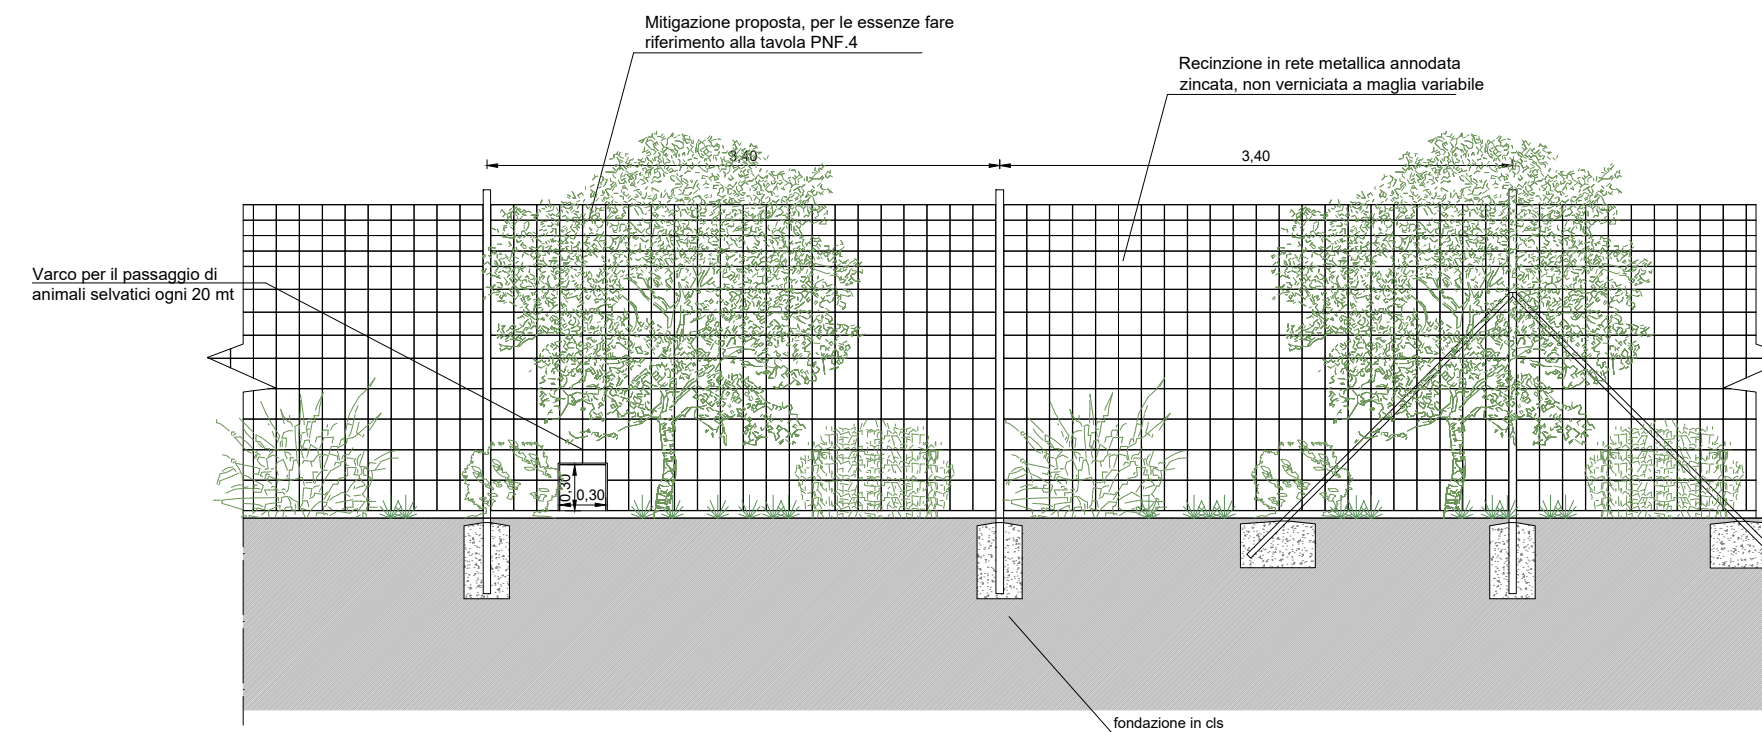 Mitigazione proposta, per le essenze fare
riferimento alla tavola PNF.4
Recinzione in rete metallica annodata
zincata, non verniciata a maglia variabile
3,40
3,40
Varco per il passaggio di
animali selvatici ogni 20 mt
0,30
0,30
fondazione in cls